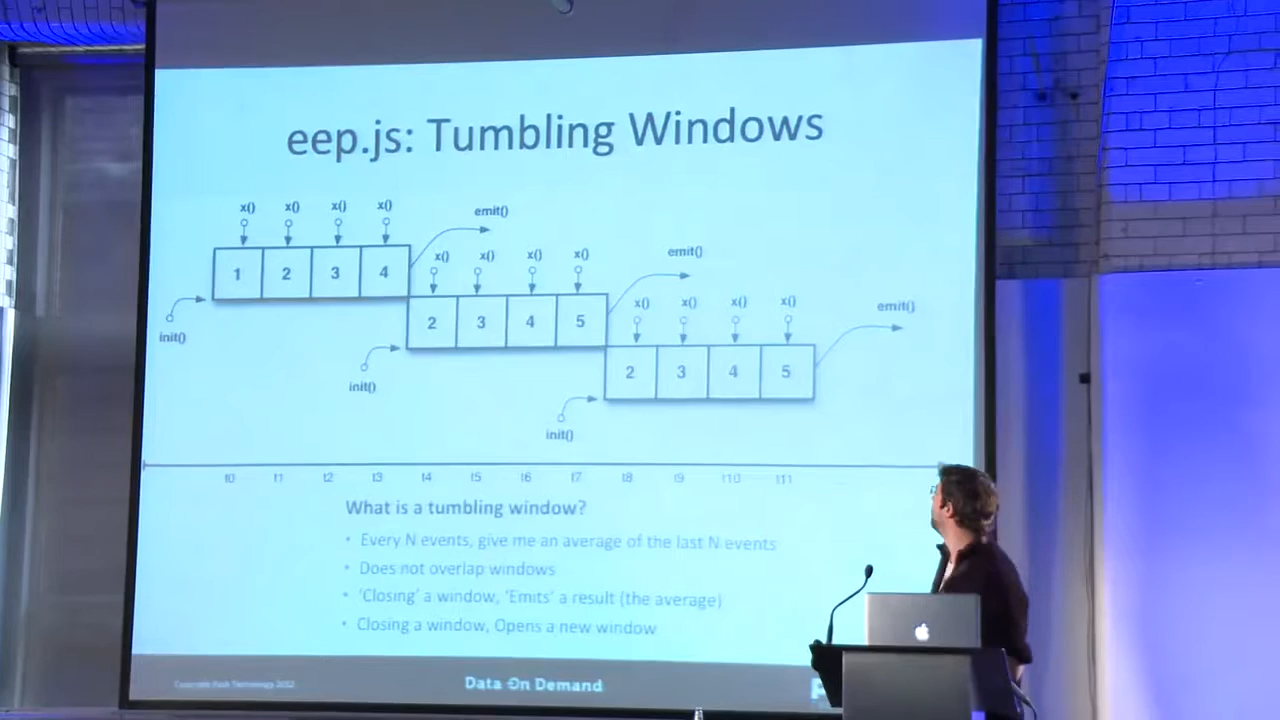 eep.js: Tumbling Windows
x() x() x() x() emit()
1 2 3 4
x() x() x() x() emit()
init()
2 3 4 5
x() x() x() x() emit()
init()
2 3 4 5
init()
t0 t1 t2 t3 t4 t5 t6 t7 t8 t9 t10 t11
What is a tumbling window?
• Every N events, give me an average of the last N events
• Does not overlap windows
• ‘Closing’ a window, ‘Emits’ a result (the average)
• Closing a window, Opens a new window
Data On Demand